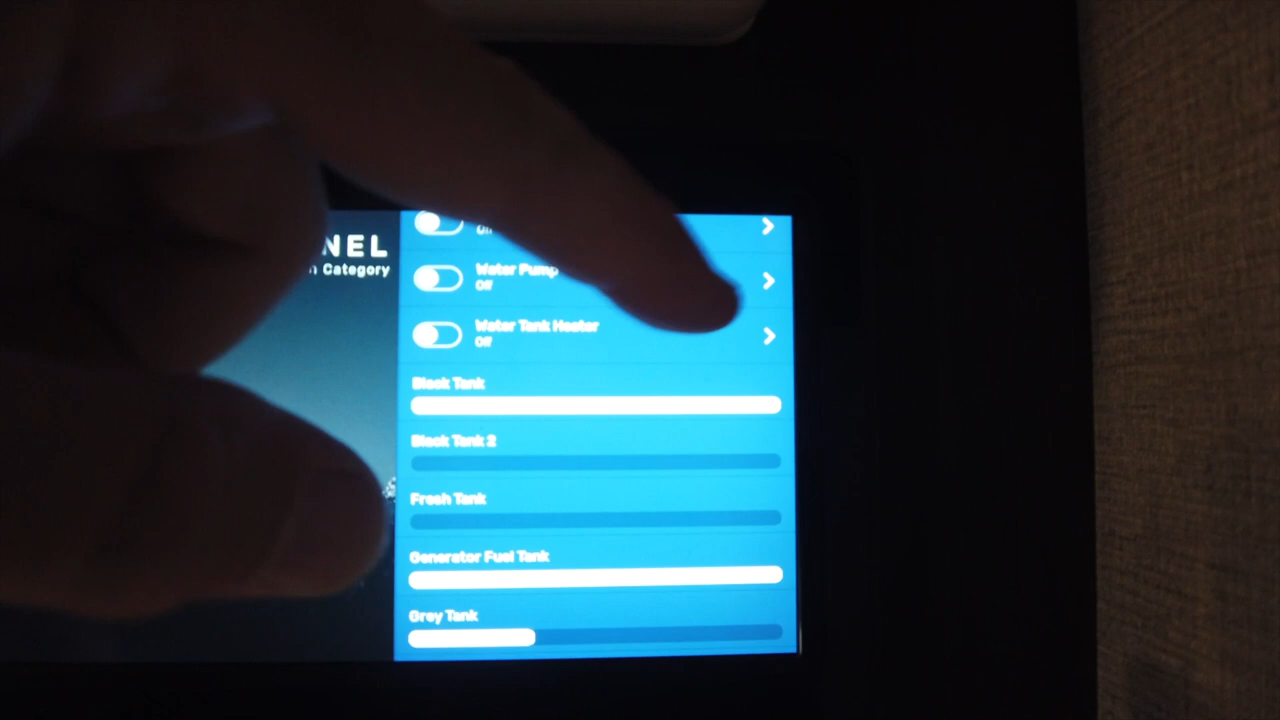 NEL
Category
Off
Water Pump
Off
Water Tank Heater
Off
Black Tank
Black Tank 2
Fresh Tank
Generator Fuel Tank
Grey Tank